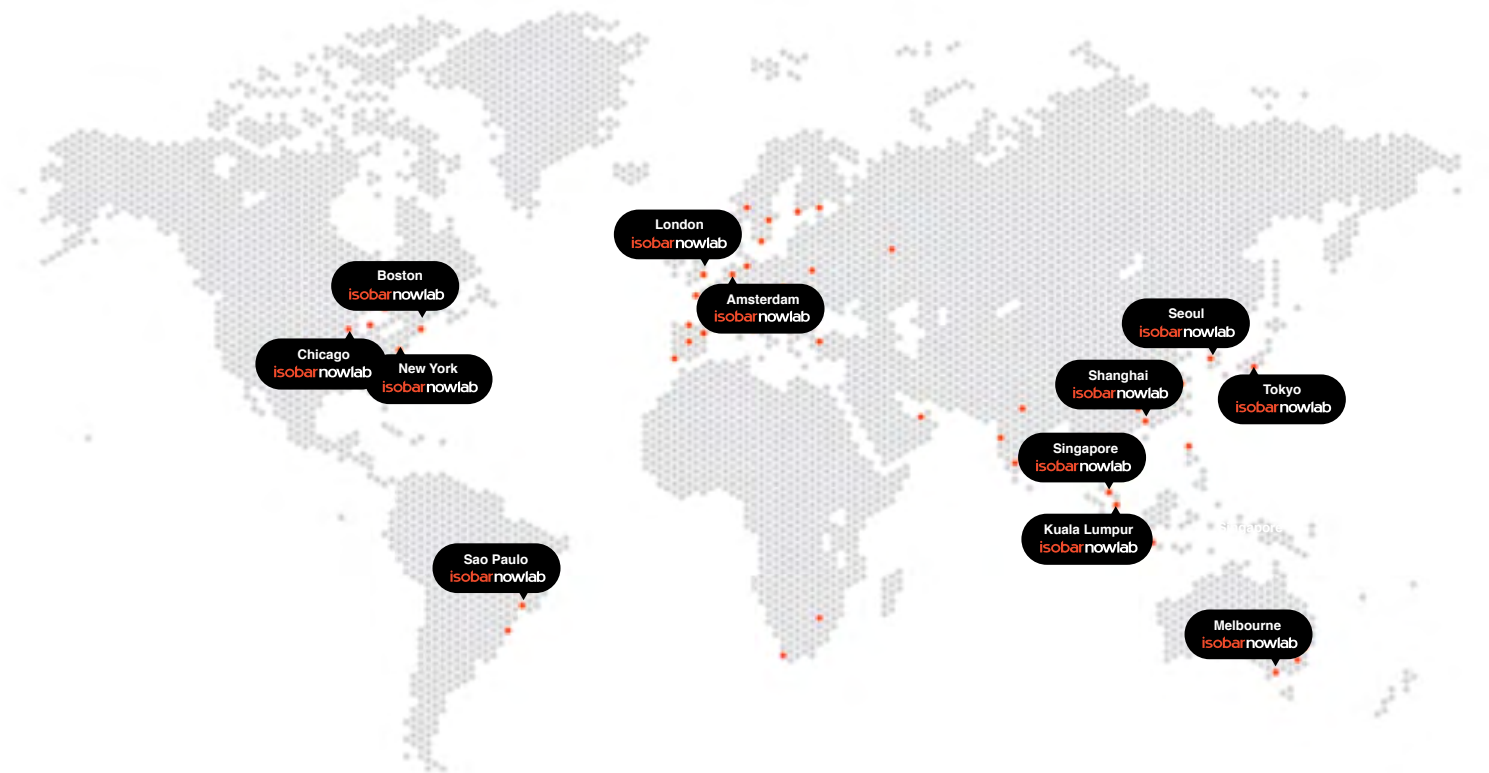 London
isobarnowlab
Boston
isobarnowlab
Amsterdam
isobarnowlab
Seoul
isobarnowlab
Chicago
isobarnowlab
New York
isobarnowlab
Shanghai
isobarnowlab
Tokyo
isobarnowlab
Singapore
isobarnowlab
Kuala Lumpur
isobarnowlab
Singapore
Sao Paulo
isobarnowlab
Melbourne
isobarnowlab